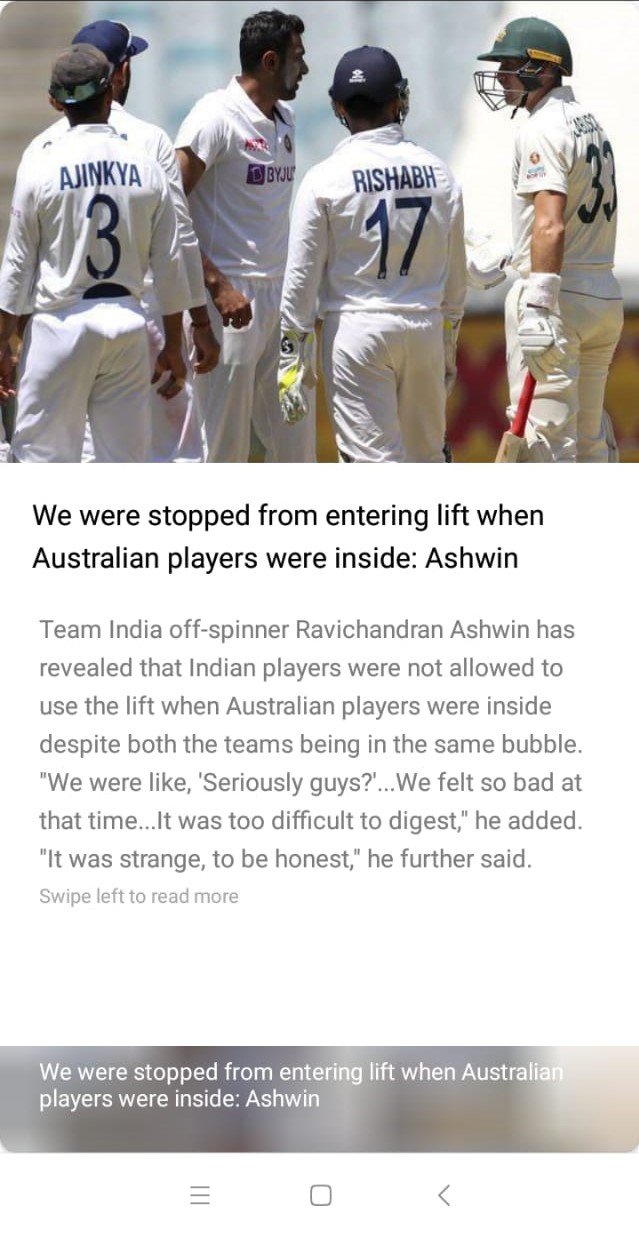 AJINKYA
3
BYJU'
RISHABH
17
33
We were stopped from entering lift when
Australian players were inside: Ashwin
Team India off-spinner Ravichandran Ashwin has
revealed that Indian players were not allowed to
use the lift when Australian players were inside
despite both the teams being in the same bubble.
"We were like, 'Seriously guys?'...We felt so bad at
that time...It was too difficult to digest," he added.
"It was strange, to be honest," he further said.
Swipe left to read more
We were stopped from entering lift when Australian
players were inside: Ashwin